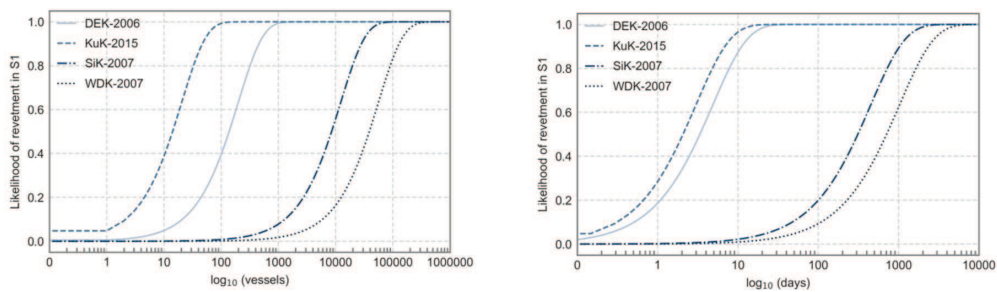 Likelihood of revetment in S1
1.0
0.8
0.6
0.4
0.2
0.0
DEK-2006
KuK-2015
SiK-2007
WDK-2007
0 1 10 100 1000 10000 100000 1000000
log10 (vessels)
Likelihood of revetment in S1
1.0
0.8
0.6
0.4
0.2
0.0
DEK-2006
KuK-2015
SiK-2007
WDK-2007
0 1 10 100 1000 10000
log10 (days)